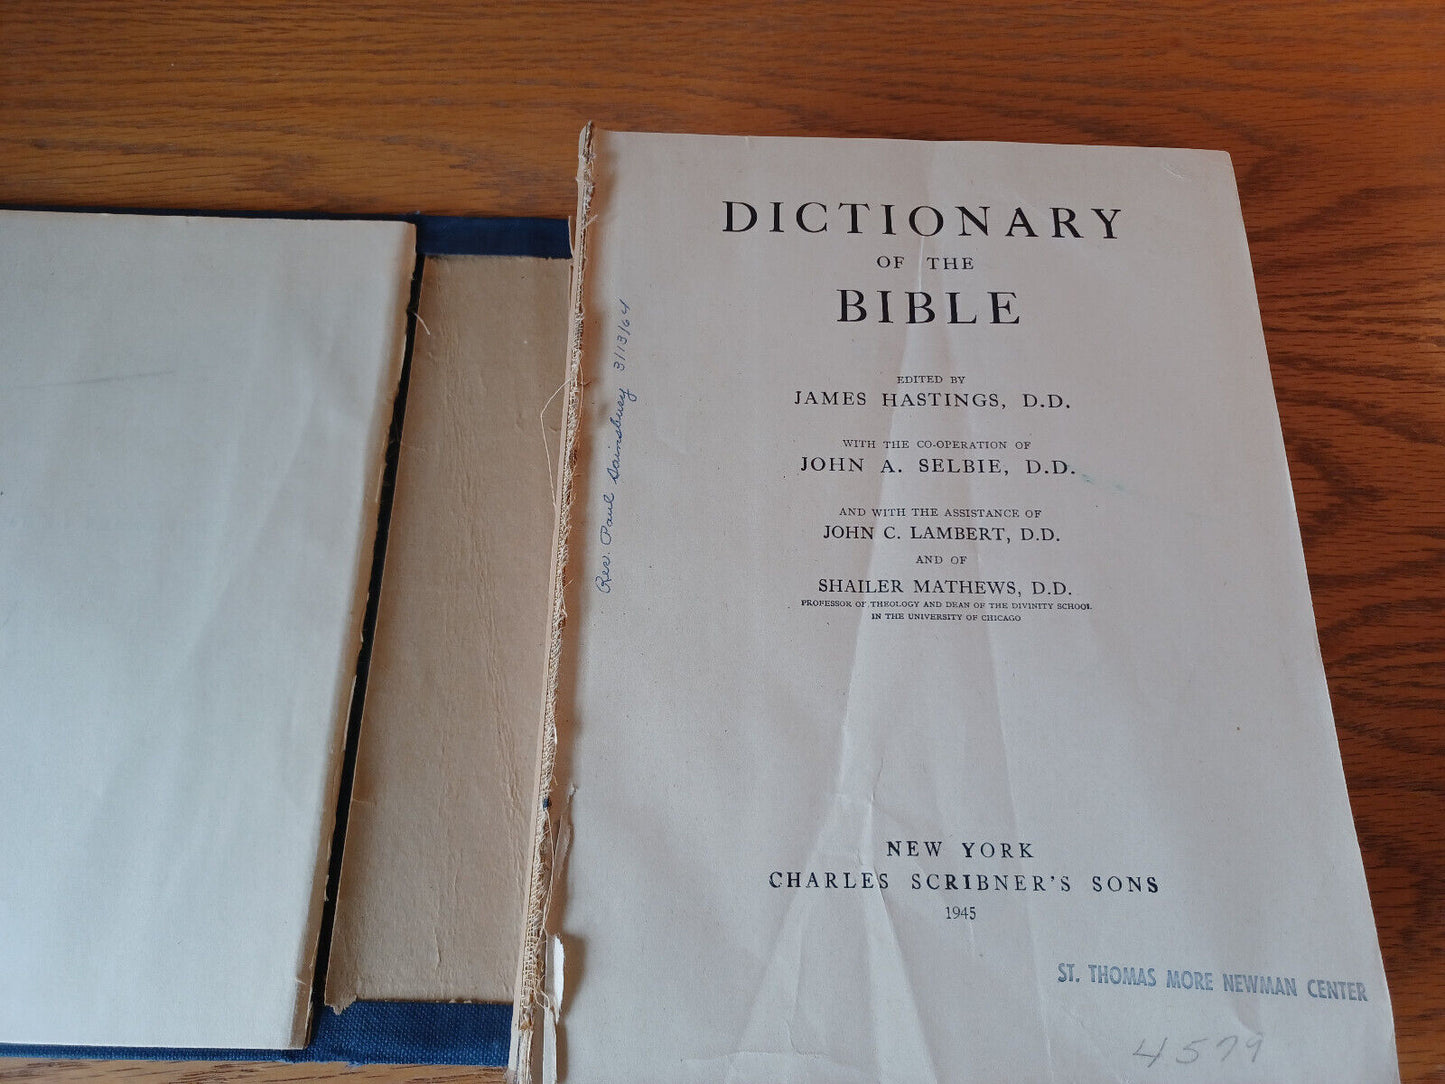 DICTIONARY
OF THE
BIBLE
EDITED BY
JAMES HASTINGS, D.D.
WITH THE CO-OPERATION OF
JOHN A. SELBIE, D.D.
AND WITH THE ASSISTANCE OF
JOHN C. LAMBERT, D.D.
AND OF
SHAILER MATHEWS, D.D.
PROFESSOR OF THEOLOGY AND DEAN OF THE DIVINITY SCHOOL
IN THE UNIVERSITY OF CHICAGO
NEW YORK
CHARLES SCRIBNER'S SONS
1945
ST. THOMAS MORE NEWMAN CENTER
4579
Rev. Paul Sainsbury 3/13/64